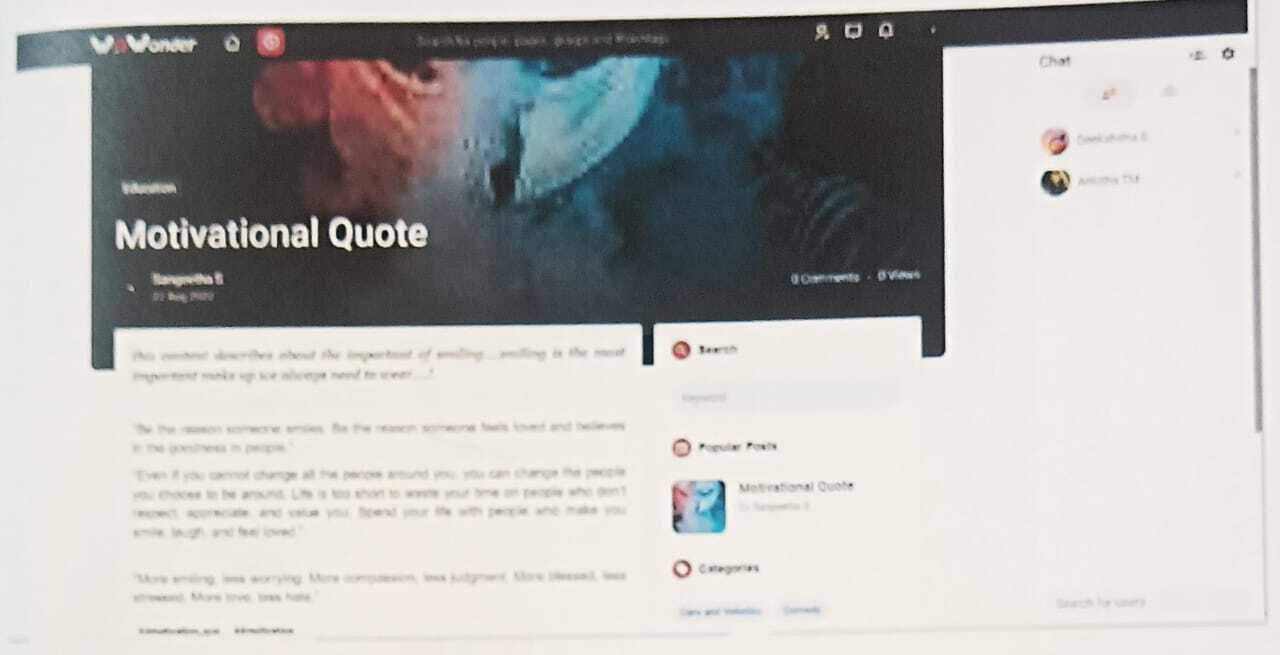 WoWonder
Search for people, pages, groups and #hashtags
Chat
Education
Motivational Quote
Sangeetha S
22 Aug 2022
0 Comments · 0 Views
Deekshitha S
TM
this content describes about the important of smiling....smiling is the most
important make up we always need to wear....!
"Be the reason someone smiles. Be the reason someone feels loved and believes
in the goodness in people."
"Even if you cannot change all the people around you, you can change the people
you choose to be around. Life is too short to waste your time on people who don't
respect, appreciate, and value you. Spend your life with people who make you
smile, laugh, and feel loved."
"More smiling, less worrying. More compassion, less judgment. More blessed, less
stressed. More love, less hate."
Search
Keyword
Popular Posts
Motivational Quote
By Sangeetha S
Categories
Cars and Vehicles Comedy
Search for users